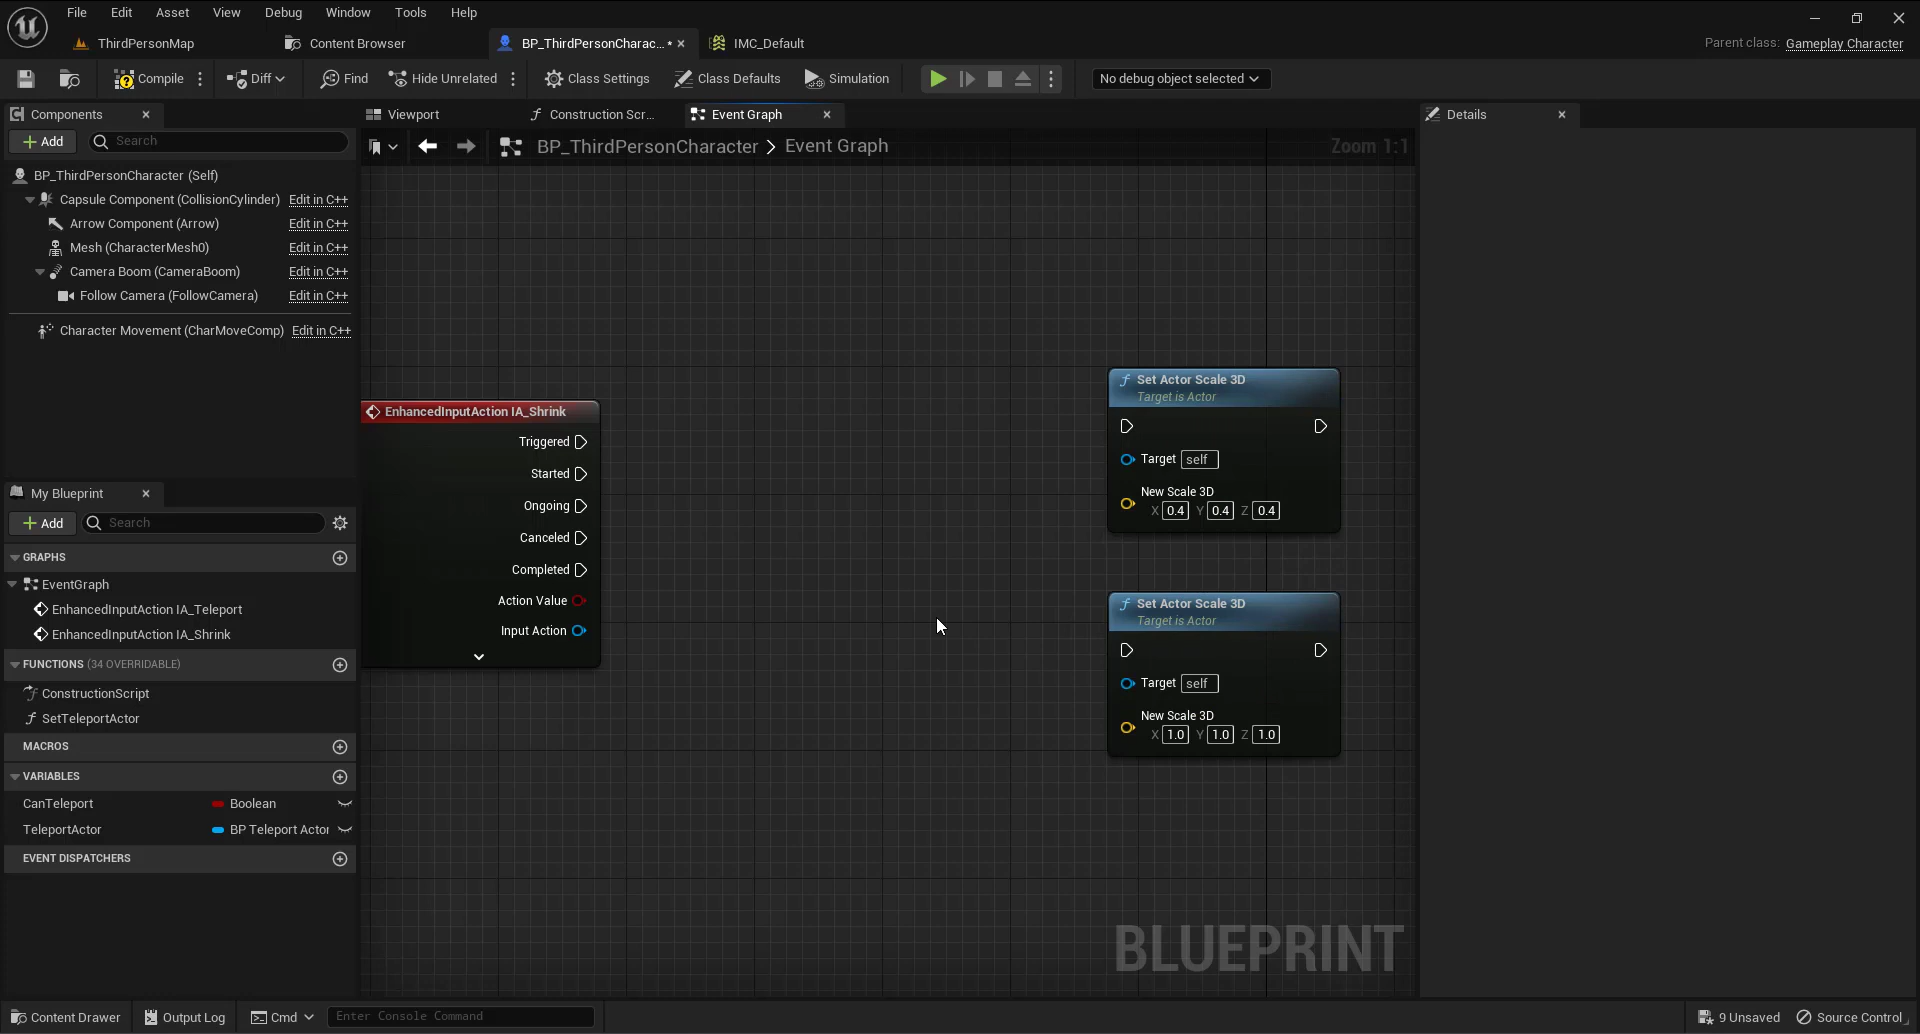 File Edit Asset View Debug Window Tools Help
ThirdPersonMap Content Browser BP_ThirdPersonCharac... • IMC_Default Parent class: Gameplay Character
Compile Diff Find Hide Unrelated Class Settings Class Defaults Simulation No debug object selected
Components Viewport Construction Scr... Event Graph Details
Add Search BP_ThirdPersonCharacter > Event Graph Zoom 1:1
BP_ThirdPersonCharacter (Self)
Capsule Component (CollisionCylinder) Edit in C++
Arrow Component (Arrow) Edit in C++
Mesh (CharacterMesh0) Edit in C++
Camera Boom (CameraBoom) Edit in C++
Follow Camera (FollowCamera) Edit in C++
Character Movement (CharMoveComp) Edit in C++
My Blueprint
Add Search
GRAPHS
EventGraph
EnhancedInputAction IA_Teleport
EnhancedInputAction IA_Shrink
FUNCTIONS (34 OVERRIDABLE)
ConstructionScript
SetTeleportActor
MACROS
VARIABLES
CanTeleport Boolean
TeleportActor BP Teleport Actor
EVENT DISPATCHERS
EnhancedInputAction IA_Shrink
Triggered
Started
Ongoing
Canceled
Completed
Action Value
Input Action
Set Actor Scale 3D
Target is Actor
Target self
New Scale 3D
X 0.4 Y 0.4 Z 0.4
Set Actor Scale 3D
Target is Actor
Target self
New Scale 3D
X 1.0 Y 1.0 Z 1.0
BLUEPRINT
Content Drawer Output Log Cmd Enter Console Command 9 Unsaved Source Control